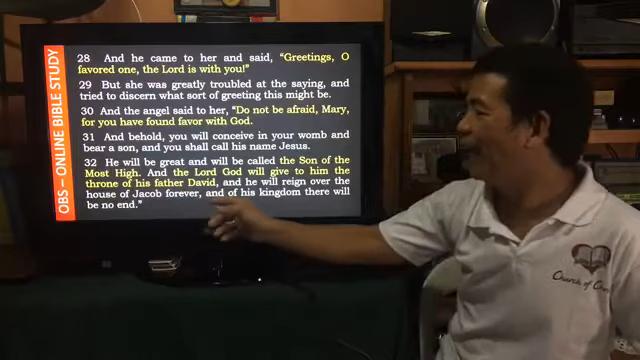 OBS – ONLINE BIBLE STUDY
28 And he came to her and said, “Greetings, O
favored one, the Lord is with you!”
29 But she was greatly troubled at the saying, and
tried to discern what sort of greeting this might be.
30 And the angel said to her, “Do not be afraid, Mary,
for you have found favor with God.
31 And behold, you will conceive in your womb and
bear a son, and you shall call his name Jesus.
32 He will be great and will be called the Son of the
Most High. And the Lord God will give to him the
throne of his father David, and he will reign over the
house of Jacob forever, and of his kingdom there will
be no end.”
Church of